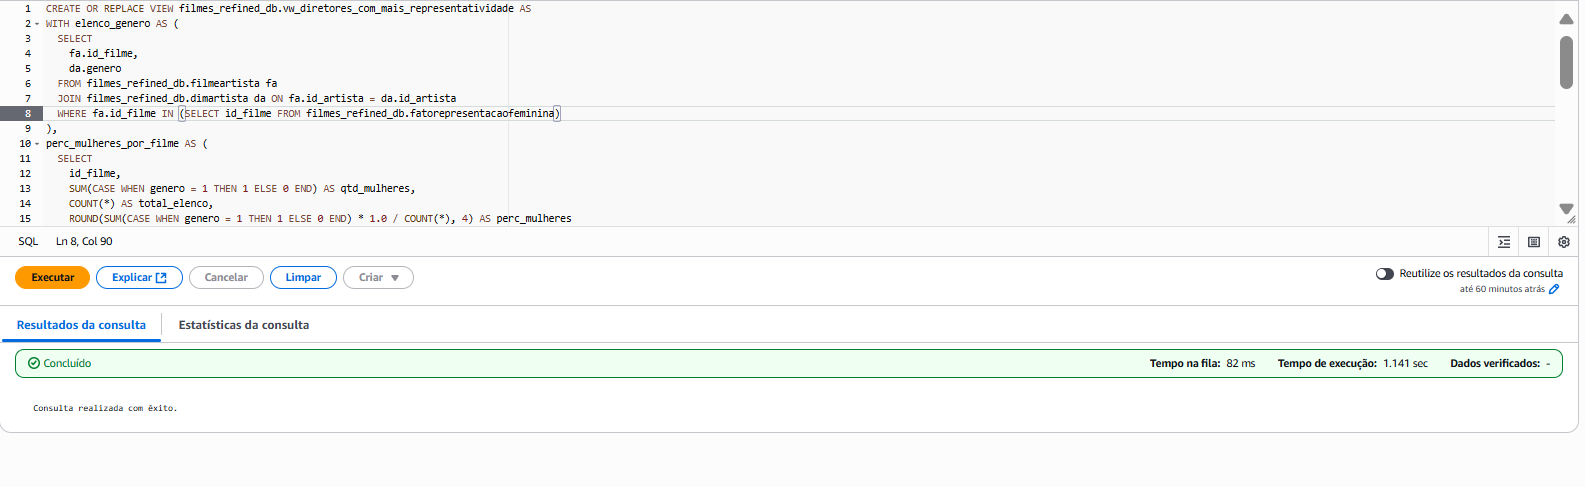 1 CREATE OR REPLACE VIEW filmes_refined_db.vw_diretores_com_mais_representatividade AS
2 WITH elenco_genero AS (
3 SELECT
4 fa.id_filme,
5 da.genero
6 FROM filmes_refined_db.filmeartista fa
7 JOIN filmes_refined_db.dimartista da ON fa.id_artista = da.id_artista
8 WHERE fa.id_filme IN (SELECT id_filme FROM filmes_refined_db.fatorepresentacaofeminina)
9 ),
10 perc_mulheres_por_filme AS (
11 SELECT
12 id_filme,
13 SUM(CASE WHEN genero = 1 THEN 1 ELSE 0 END) AS qtd_mulheres,
14 COUNT(*) AS total_elenco,
15 ROUND(SUM(CASE WHEN genero = 1 THEN 1 ELSE 0 END) * 1.0 / COUNT(*), 4) AS perc_mulheres
SQL Ln 8, Col 90
Executar Explicar Cancelar Limpar Criar Reutilize os resultados da consulta
até 60 minutos atrás
Resultados da consulta Estatísticas da consulta
Concluído Tempo na fila: 82 ms Tempo de execução: 1.141 sec Dados verificados: -
Consulta realizada com êxito.